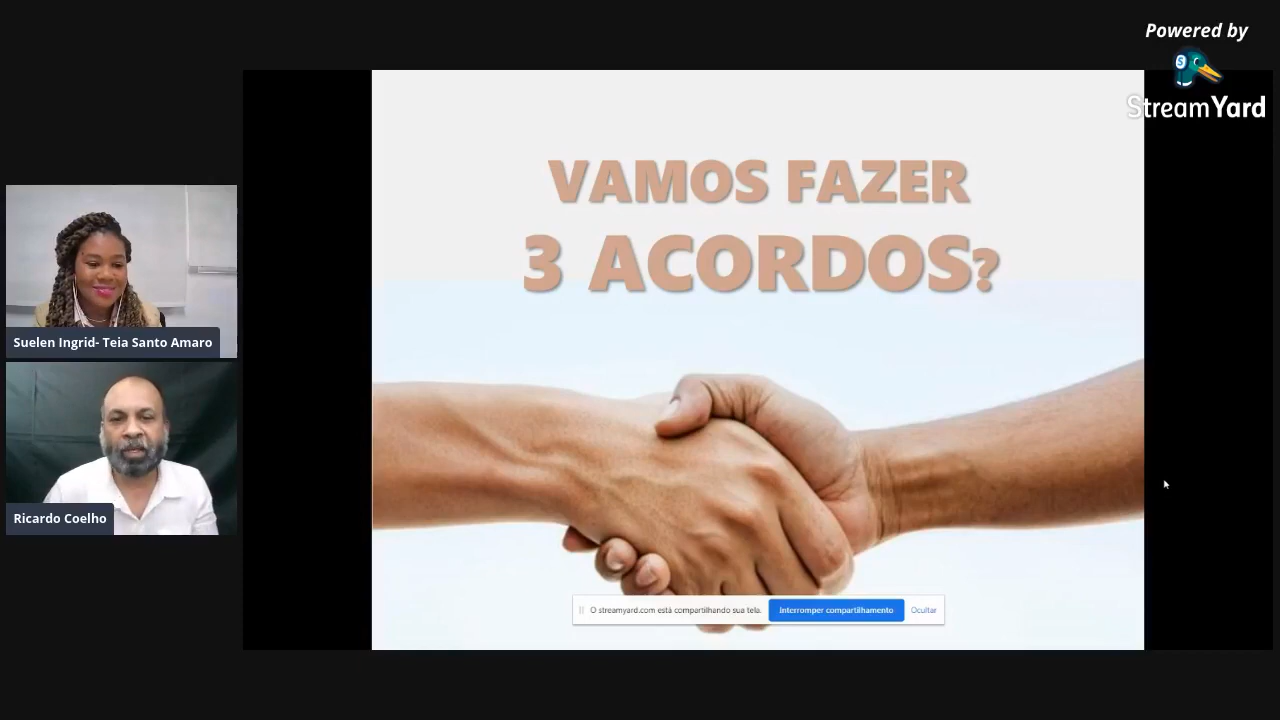 Powered by
StreamYard
VAMOS FAZER
3 ACORDOS?
Suelen Ingrid- Teia Santo Amaro
Ricardo Coelho
O streamyard.com está compartilhando sua tela.
Interromper compartilhamento
Ocultar